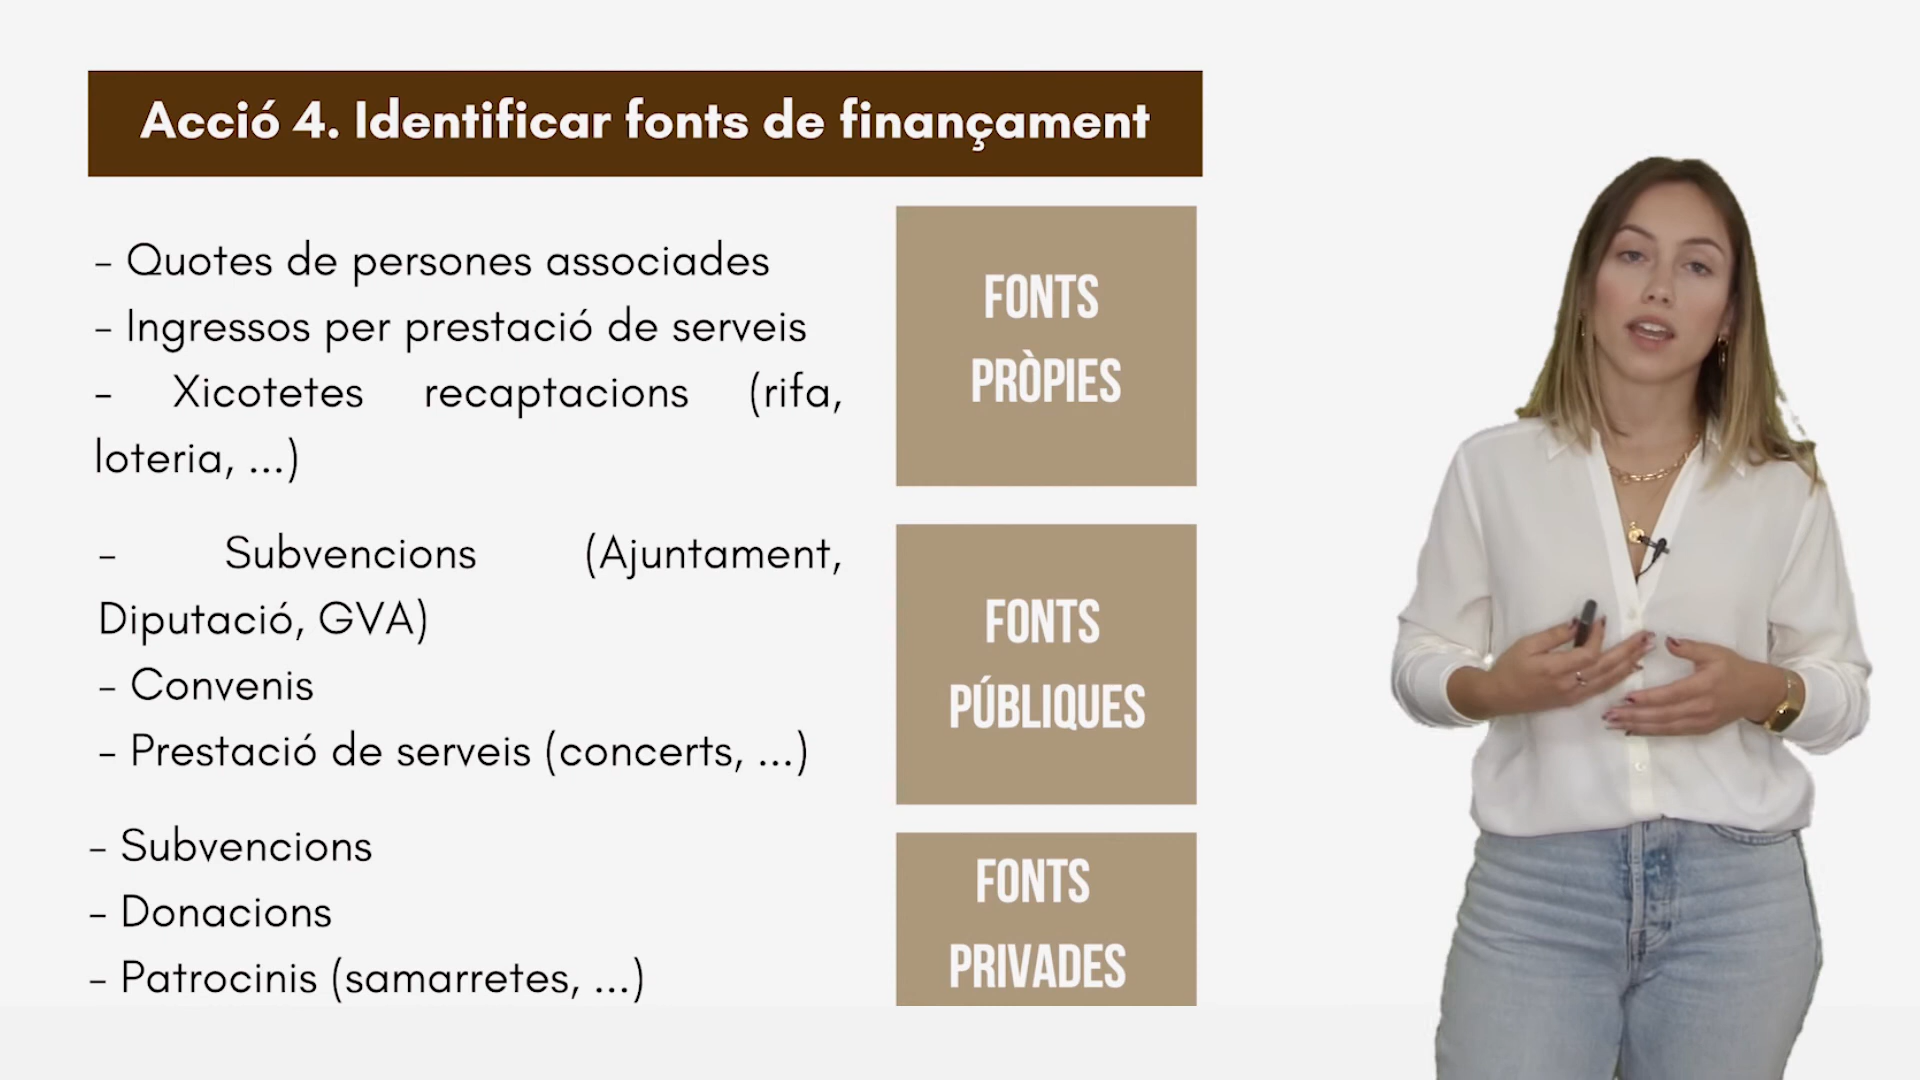 Acció 4. Identificar fonts de finançament
- Quotes de persones associades
- Ingressos per prestació de serveis
- Xicotetes recaptacions (rifa,
loteria, ...)
FONTS
PRÒPIES
- Subvencions (Ajuntament,
Diputació, GVA)
- Convenis
- Prestació de serveis (concerts, ...)
FONTS
PÚBLIQUES
- Subvencions
- Donacions
- Patrocinis (samarretes, ...)
FONTS
PRIVADES